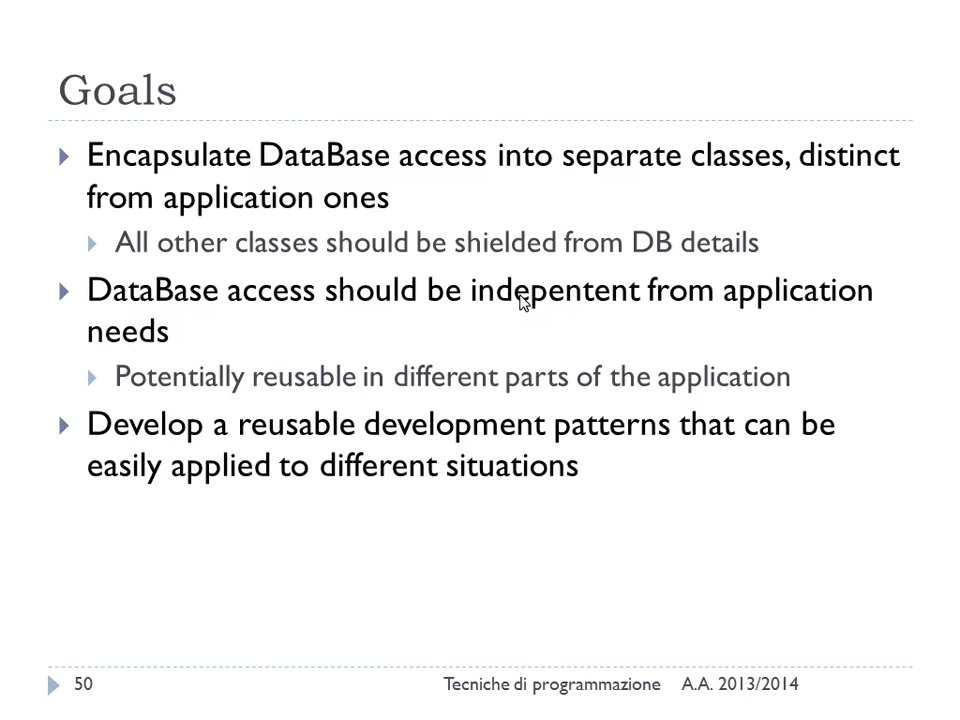 Goals
Encapsulate DataBase access into separate classes, distinct
from application ones
All other classes should be shielded from DB details
DataBase access should be indepentent from application
needs
Potentially reusable in different parts of the application
Develop a reusable development patterns that can be
easily applied to different situations
50 Tecniche di programmazione A.A. 2013/2014